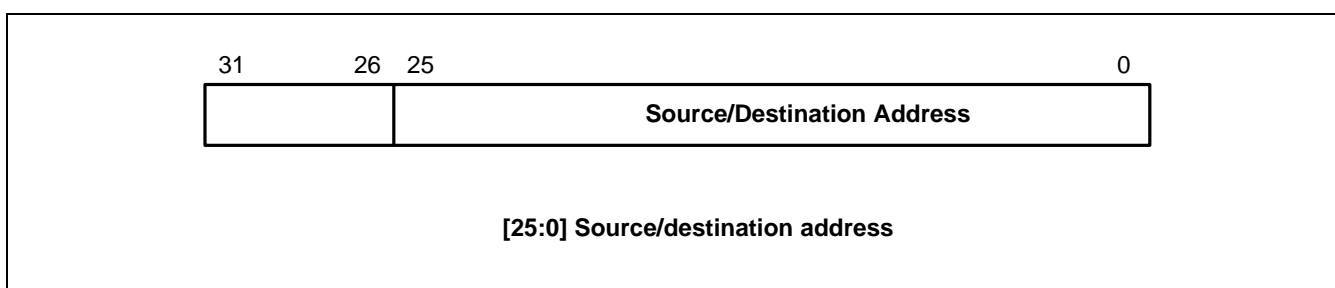 31 26 25 0
Source/Destination Address
[25:0] Source/destination address